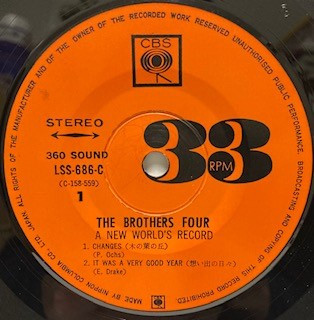 ALL RIGHTS OF THE MANUFACTURER AND OF THE OWNER OF THE RECORDED WORK RESERVED UNAUTHORISED PUBLIC PERFORMANCE, BROADCASTING AND COPYING OF THIS RECORD PROHIBITED.
CBS
STEREO
360 SOUND
LSS-686-C
(C-158-559)
1
33
RPM
THE BROTHERS FOUR
A NEW WORLD'S RECORD
1. CHANGES (木の葉の丘)
(P. Ochs)
2. IT WAS A VERY GOOD YEAR (想い出の日々)
(E. Drake)
MADE BY NIPPON COLUMBIA CO., LTD. JAPAN